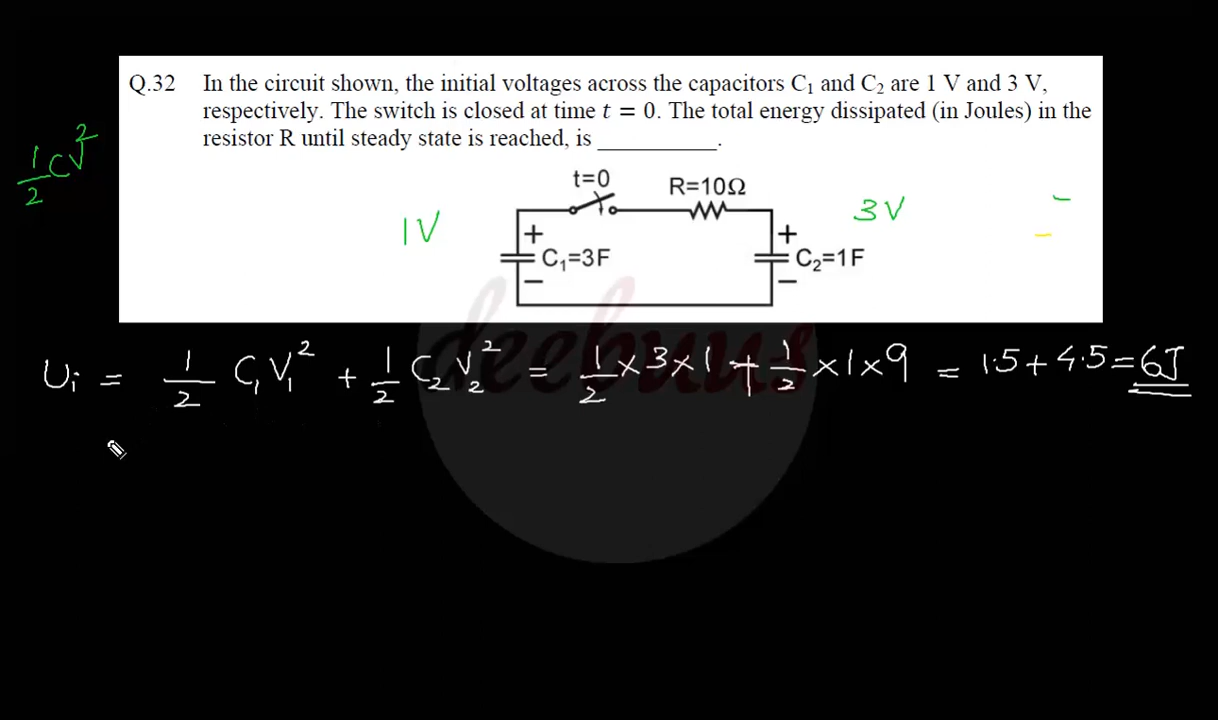 Q.32 In the circuit shown, the initial voltages across the capacitors C₁ and C₂ are 1 V and 3 V,
respectively. The switch is closed at time t = 0. The total energy dissipated (in Joules) in the
resistor R until steady state is reached, is __________.
1/2 CV²
t=0
R=10Ω
1V
3V
+
+
C₁=3F
C₂=1F
−
−
deebuus
Ui = 1/2 C₁V₁² + 1/2 C₂V₂² = 1/2 × 3 × 1 + 1/2 × 1 × 9 = 1.5 + 4.5 = 6J